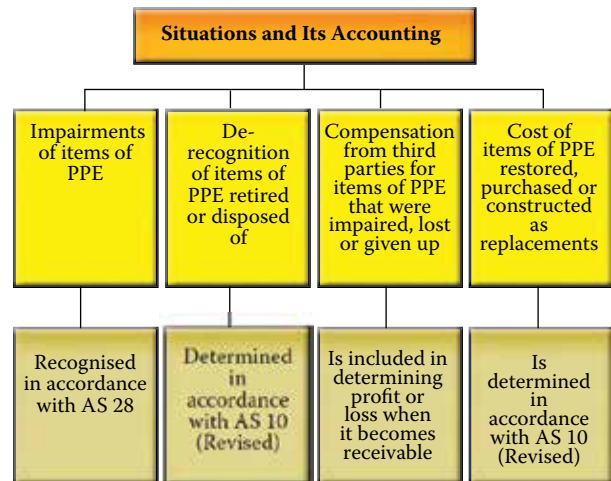 Situations and Its Accounting
Impairments
of items of
PPE
De-
recognition
of items of
PPE retired
or disposed
of
Compensation
from third
parties for
items of PPE
that were
impaired, lost
or given up
Cost of
items of PPE
restored,
purchased or
constructed
as
replacements
Recognised
in accordance
with AS 28
Determined
in
accordance
with AS 10
(Revised)
Is included in
determining
profit or
loss when
it becomes
receivable
Is
determined
in
accordance
with AS 10
(Revised)